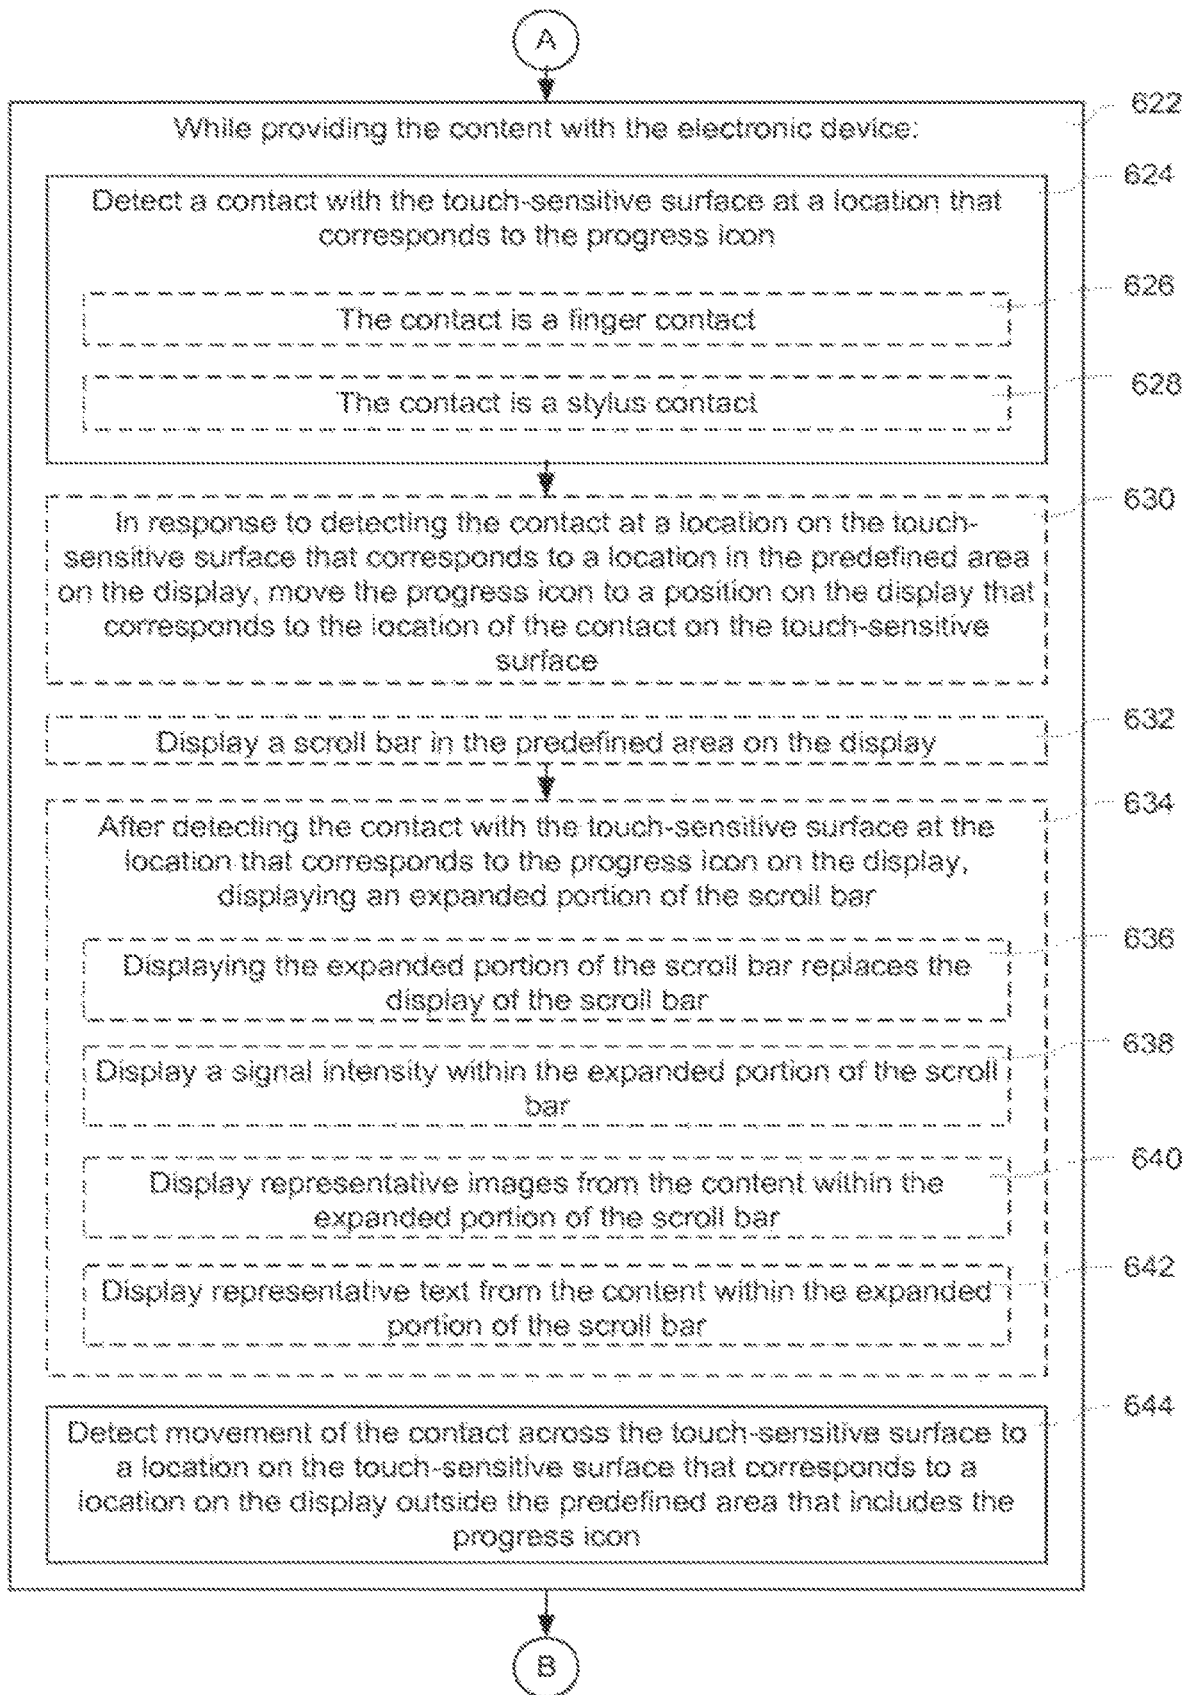 A
622
While providing the content with the electronic device:
624
Detect a contact with the touch-sensitive surface at a location that
corresponds to the progress icon
626
The contact is a finger contact
628
The contact is a stylus contact
630
In response to detecting the contact at a location on the touch-
sensitive surface that corresponds to a location in the predefined area
on the display, move the progress icon to a position on the display that
corresponds to the location of the contact on the touch-sensitive
surface
632
Display a scroll bar in the predefined area on the display
634
After detecting the contact with the touch-sensitive surface at the
location that corresponds to the progress icon on the display,
displaying an expanded portion of the scroll bar
636
Displaying the expanded portion of the scroll bar replaces the
display of the scroll bar
638
Display a signal intensity within the expanded portion of the scroll
bar
640
Display representative images from the content within the
expanded portion of the scroll bar
642
Display representative text from the content within the expanded
portion of the scroll bar
644
Detect movement of the contact across the touch-sensitive surface to
a location on the touch-sensitive surface that corresponds to a
location on the display outside the predefined area that includes the
progress icon
B